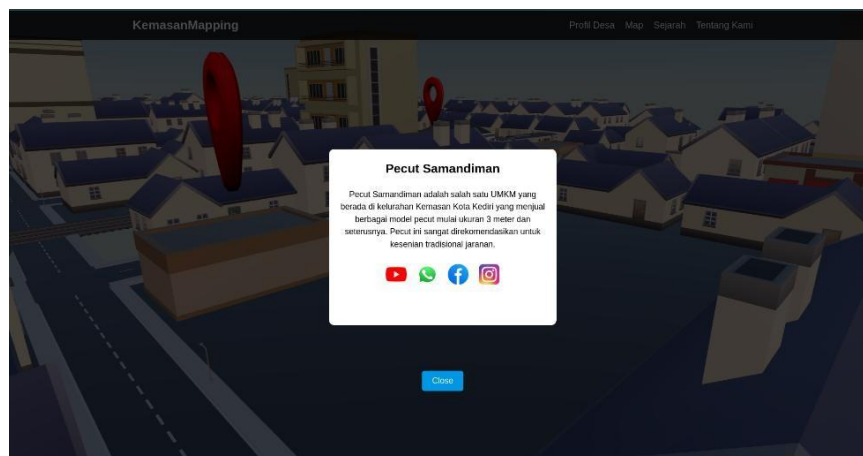 KemasanMapping
Profil Desa Map Sejarah Tentang Kami
Pecut Samandiman
Pecut Samandiman adalah salah satu UMKM yang
berada di kelurahan Kemasan Kota Kediri yang menjual
berbagai model pecut mulai ukuran 3 meter dan
seterusnya. Pecut ini sangat direkomendasikan untuk
kesenian tradisional jaranan.
Close